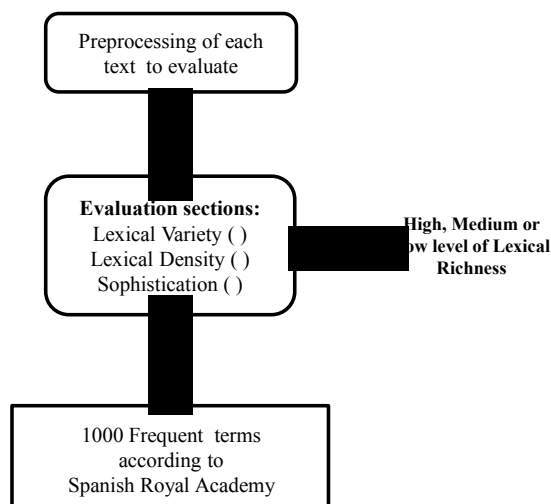 Preprocessing of each
text to evaluate
Evaluation sections:
Lexical Variety ( )
Lexical Density ( )
Sophistication ( )
High, Medium or
level of Lexical
Richness
1000 Frequent terms
according to
Spanish Royal Academy